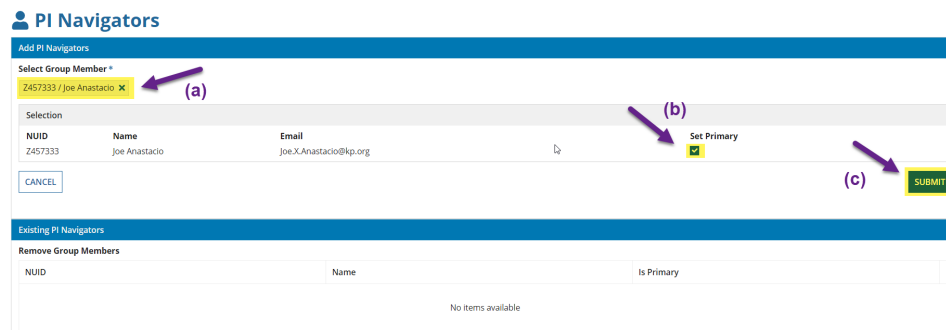 PI Navigators
Add PI Navigators
Select Group Member *
Z457333 / Joe Anastacio ×
(a)
Selection
(b)
NUID Name Email Set Primary
Z457333 Joe Anastacio Joe.X.Anastacio@kp.org
CANCEL
(c)
SUBMIT
Existing PI Navigators
Remove Group Members
NUID Name Is Primary
No items available